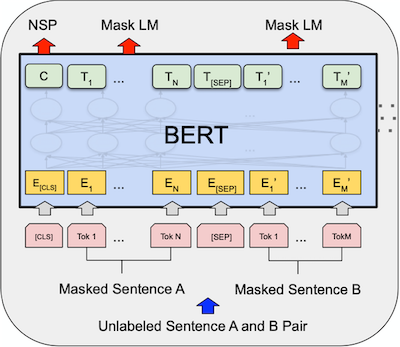 NSP Mask LM Mask LM
C T1 ... TN T[SEP] T1' ... TM'
BERT
E[CLS] E1 ... EN E[SEP] E1' ... EM'
[CLS] Tok 1 ... Tok N [SEP] Tok 1 ... TokM
Masked Sentence A Masked Sentence B
Unlabeled Sentence A and B Pair